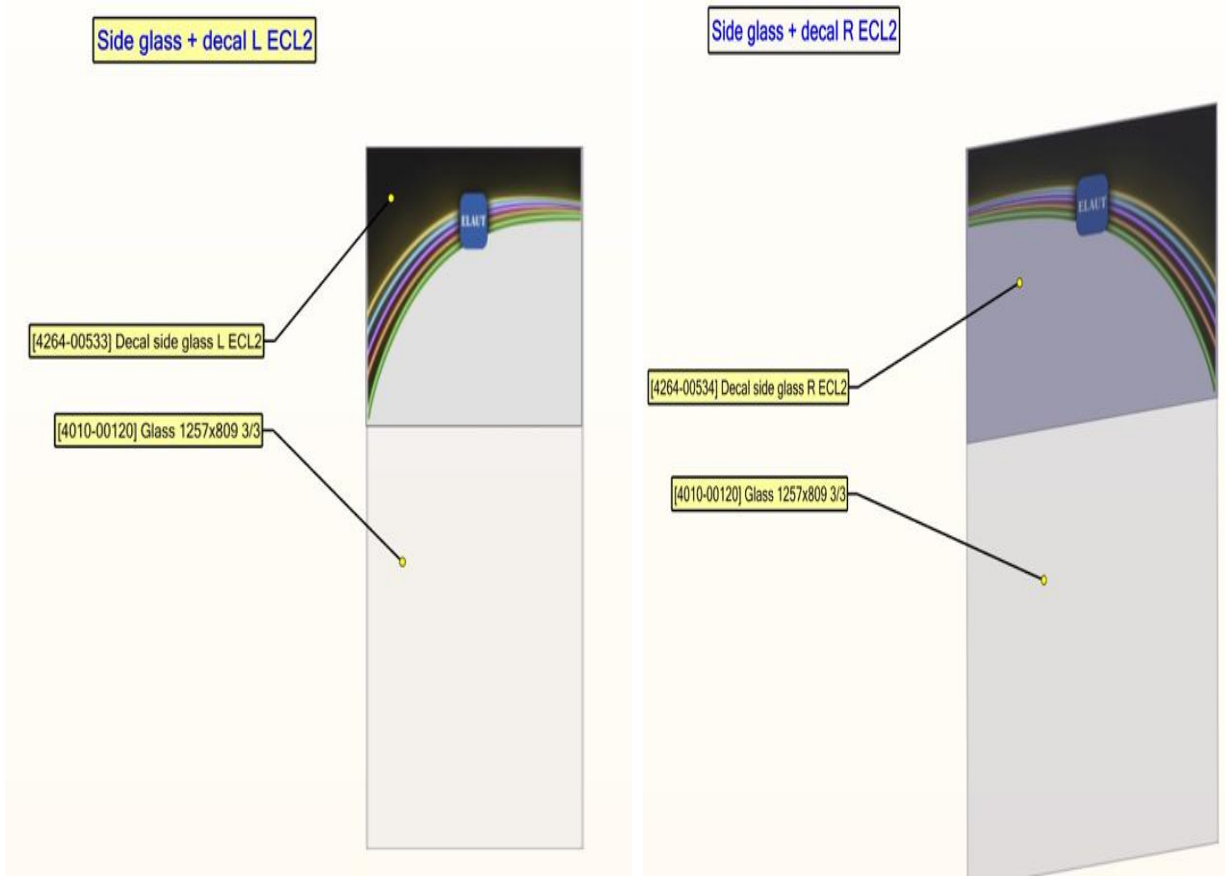 Side glass + decal L ECL2
ELAUT
[4264-00533] Decal side glass L ECL2
[4010-00120] Glass 1257x809 3/3
Side glass + decal R ECL2
ELAUT
[4264-00534] Decal side glass R ECL2
[4010-00120] Glass 1257x809 3/3